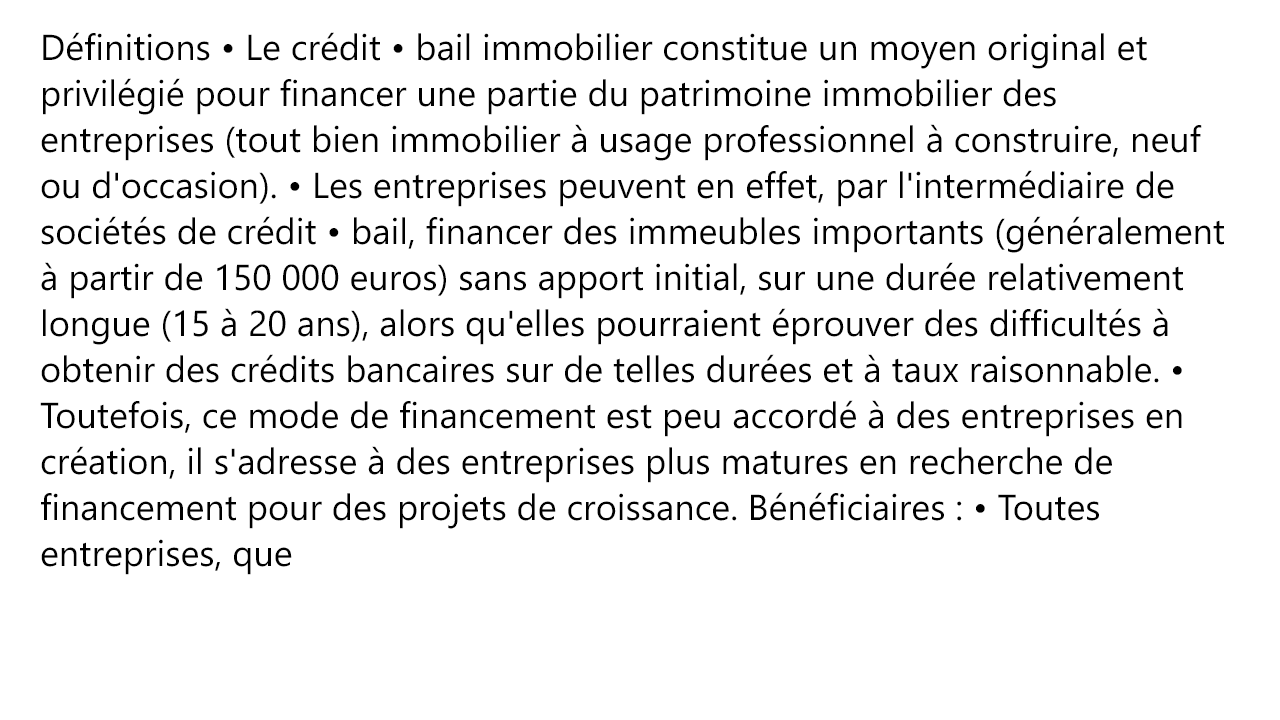 Définitions • Le crédit • bail immobilier constitue un moyen original et
privilégié pour financer une partie du patrimoine immobilier des
entreprises (tout bien immobilier à usage professionnel à construire, neuf
ou d'occasion). • Les entreprises peuvent en effet, par l'intermédiaire de
sociétés de crédit • bail, financer des immeubles importants (généralement
à partir de 150 000 euros) sans apport initial, sur une durée relativement
longue (15 à 20 ans), alors qu'elles pourraient éprouver des difficultés à
obtenir des crédits bancaires sur de telles durées et à taux raisonnable. •
Toutefois, ce mode de financement est peu accordé à des entreprises en
création, il s'adresse à des entreprises plus matures en recherche de
financement pour des projets de croissance. Bénéficiaires : • Toutes
entreprises, que